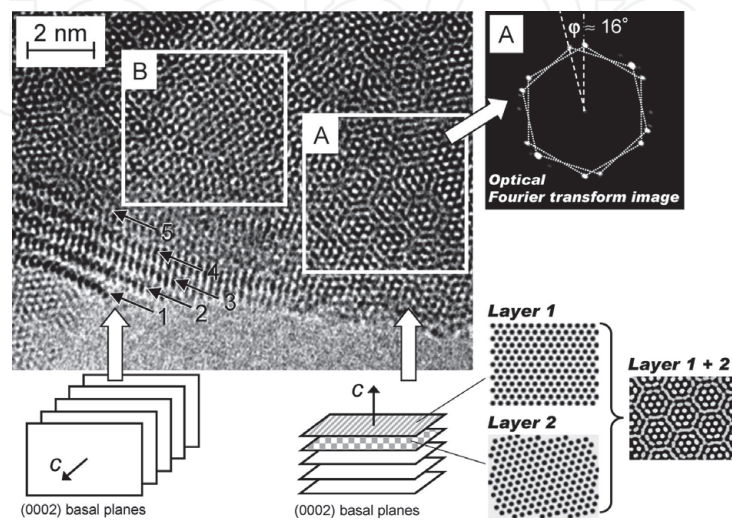 2 nm
B
A
5
4
3
2
1
A
φ ≈ 16°
Optical
Fourier transform image
c
(0002) basal planes
c
(0002) basal planes
Layer 1
Layer 2
Layer 1 + 2